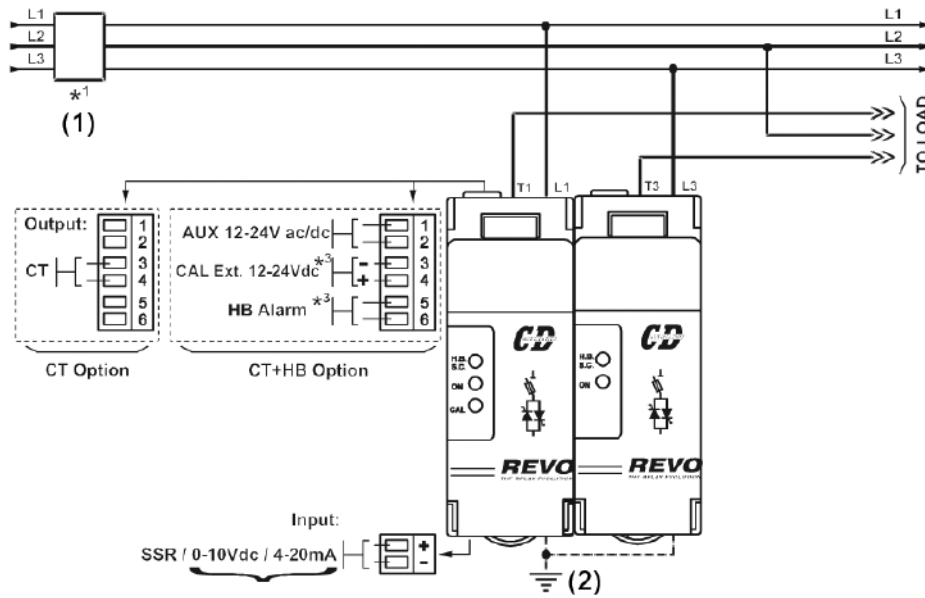 L1 L1
L2 L2
L3 L3
*1
(1)
TO LOAD
T1 L1 T3 L3
Output:
CT
1
2
3
4
5
6
CT Option
AUX 12-24V ac/dc
CAL Ext. 12-24Vdc *3
HB Alarm *3
- 
+
1
2
3
4
5
6
CT+HB Option
CD
H.B.
S.C.
ON
CAL
REVO
CD
H.B.
S.C.
ON
REVO
Input:
SSR / 0-10Vdc / 4-20mA
+
-
(2)